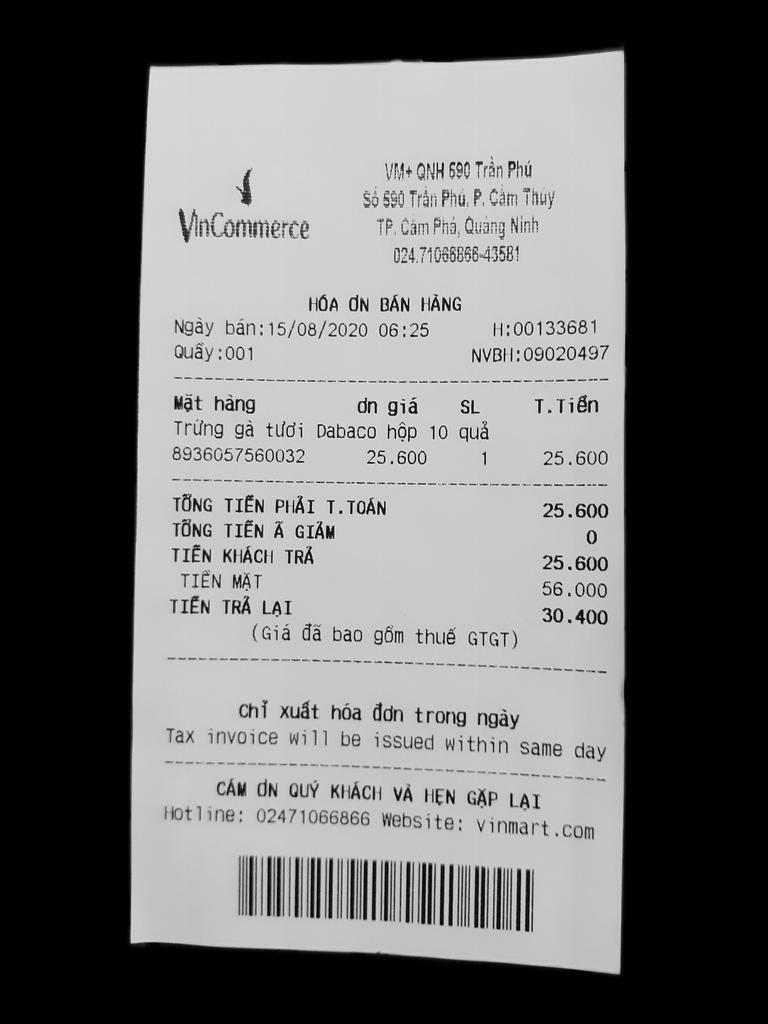 VinCommerce
VM+ QNH 590 Trần Phú
Số 590 Trần Phú, P. Cẩm Thủy
TP. Cẩm Phả, Quảng Ninh
024.71066866-43581
HÓA ƠN BÁN HÀNG
Ngày bán:15/08/2020 06:25 H:00133681
Quầy:001 NVBH:09020497
Mặt hàng ơn giá SL T.Tiền
Trứng gà tươi Dabaco hộp 10 quả
8936057560032 25.600 1 25.600
TỔNG TIỀN PHẢI T.TOÁN 25.600
TỔNG TIỀN Ã GIẢM 0
TIỀN KHÁCH TRẢ 25.600
TIỀN MẶT 56.000
TIỀN TRẢ LẠI 30.400
(Giá đã bao gồm thuế GTGT)
Chỉ xuất hóa đơn trong ngày
Tax invoice will be issued within same day
CẢM ƠN QUÝ KHÁCH VÀ HẸN GẶP LẠI
Hotline: 02471066866 Website: vinmart.com